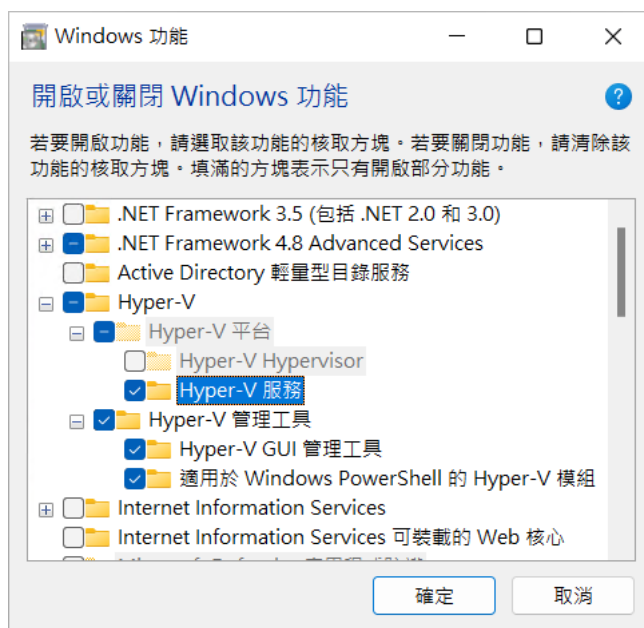 Windows 功能
開啟或關閉 Windows 功能
?
若要開啟功能，請選取該功能的核取方塊。若要關閉功能，請清除該
功能的核取方塊。填滿的方塊表示只有開啟部分功能。
.NET Framework 3.5 (包括 .NET 2.0 和 3.0)
.NET Framework 4.8 Advanced Services
Active Directory 輕量型目錄服務
Hyper-V
Hyper-V 平台
Hyper-V Hypervisor
Hyper-V 服務
Hyper-V 管理工具
Hyper-V GUI 管理工具
適用於 Windows PowerShell 的 Hyper-V 模組
Internet Information Services
Internet Information Services 可裝載的 Web 核心
確定
取消